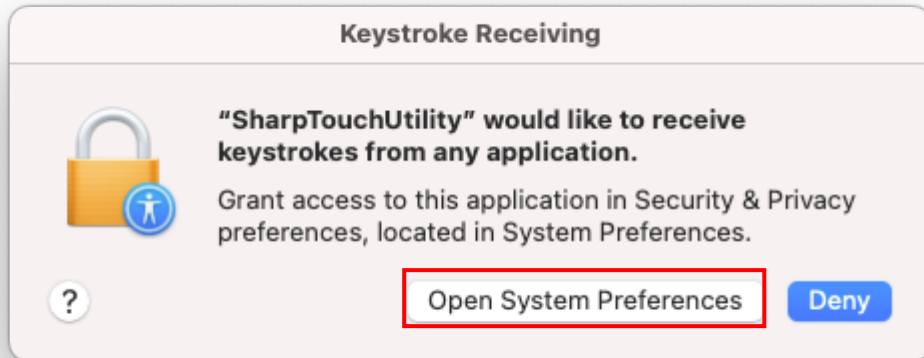 Keystroke Receiving
“SharpTouchUtility” would like to receive
keystrokes from any application.
Grant access to this application in Security & Privacy
preferences, located in System Preferences.
?
Open System Preferences
Deny